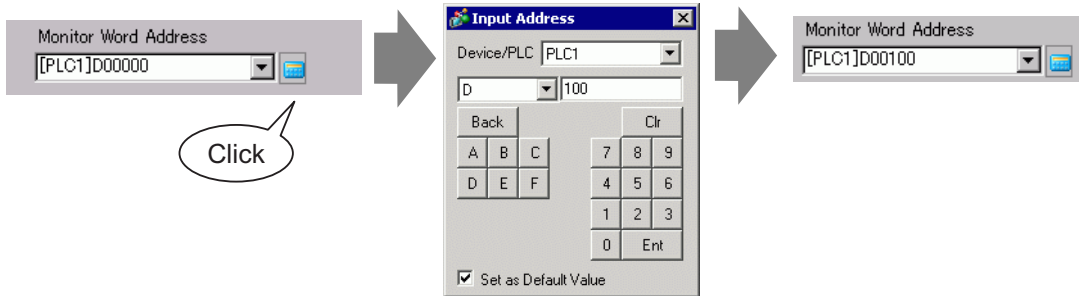 Monitor Word Address
[PLC1]D00000
Click
Input Address
Device/PLC PLC1
D 100
Back Clr
A B C 7 8 9
D E F 4 5 6
1 2 3
0 Ent
Set as Default Value
Monitor Word Address
[PLC1]D00100